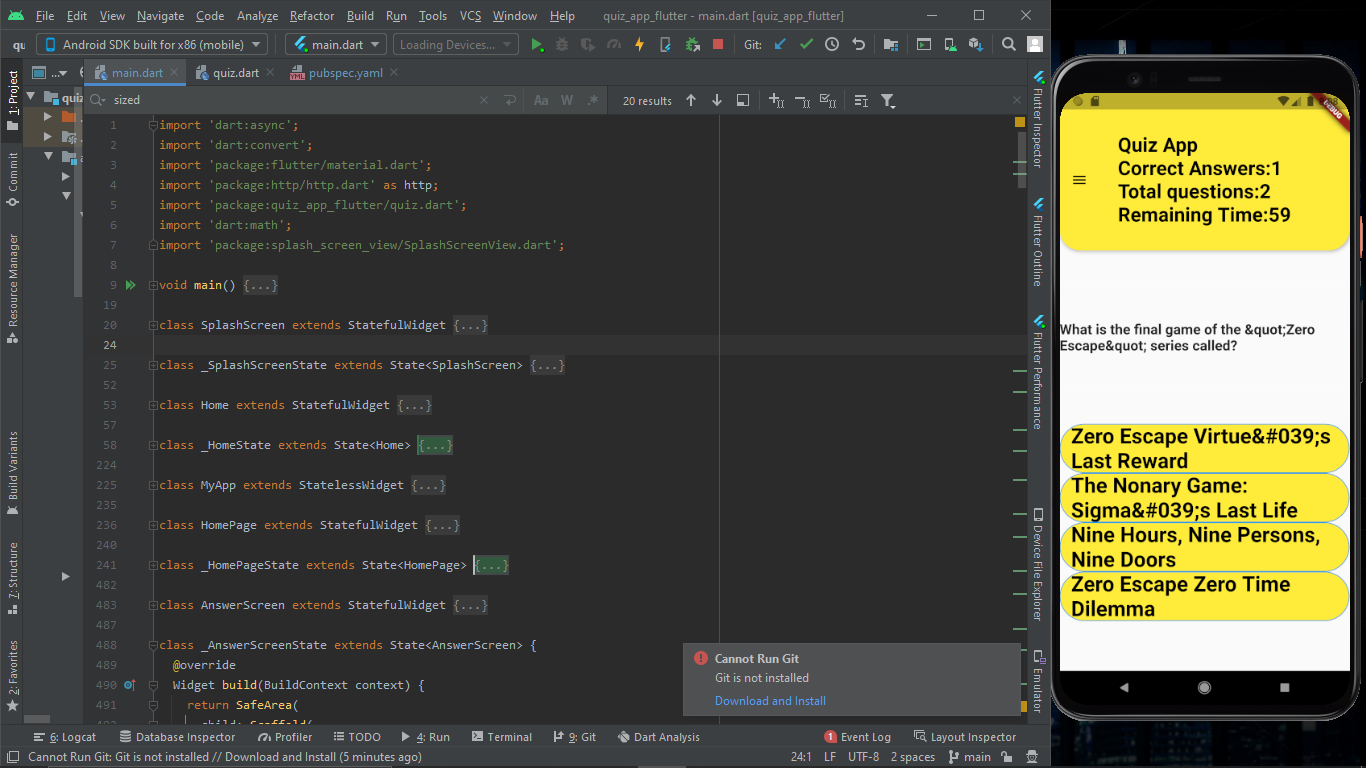 File Edit View Navigate Code Analyze Refactor Build Run Tools VCS Window Help quiz_app_flutter - main.dart [quiz_app_flutter]
qu Android SDK built for x86 (mobile) main.dart Loading Devices... Git:
main.dart quiz.dart pubspec.yaml
sized Aa W .* 20 results
quiz
1: Project
Commit
Resource Manager
Build Variants
7: Structure
2: Favorites
1 import 'dart:async';
2 import 'dart:convert';
3 import 'package:flutter/material.dart';
4 import 'package:http/http.dart' as http;
5 import 'package:quiz_app_flutter/quiz.dart';
6 import 'dart:math';
7 import 'package:splash_screen_view/SplashScreenView.dart';
8
9 void main() {...}
19
20 class SplashScreen extends StatefulWidget {...}
24
25 class _SplashScreenState extends State<SplashScreen> {...}
52
53 class Home extends StatefulWidget {...}
57
58 class _HomeState extends State<Home> {...}
224
225 class MyApp extends StatelessWidget {...}
235
236 class HomePage extends StatefulWidget {...}
240
241 class _HomePageState extends State<HomePage> {...}
482
483 class AnswerScreen extends StatefulWidget {...}
487
488 class _AnswerScreenState extends State<AnswerScreen> {
489 @override
490 Widget build(BuildContext context) {
491 return SafeArea(
child: Scaffold(
Cannot Run Git
Git is not installed
Download and Install
Flutter Inspector
Flutter Outline
Flutter Performance
Device File Explorer
Emulator
6: Logcat Database Inspector Profiler TODO 4: Run Terminal 9: Git Dart Analysis 1 Event Log Layout Inspector
Cannot Run Git: Git is not installed // Download and Install (5 minutes ago) 24:1 LF UTF-8 2 spaces main
DEBUG
Quiz App
Correct Answers:1
Total questions:2
Remaining Time:59
What is the final game of the &quot;Zero
Escape&quot; series called?
Zero Escape Virtue&#039;s
Last Reward
The Nonary Game:
Sigma&#039;s Last Life
Nine Hours, Nine Persons,
Nine Doors
Zero Escape Zero Time
Dilemma